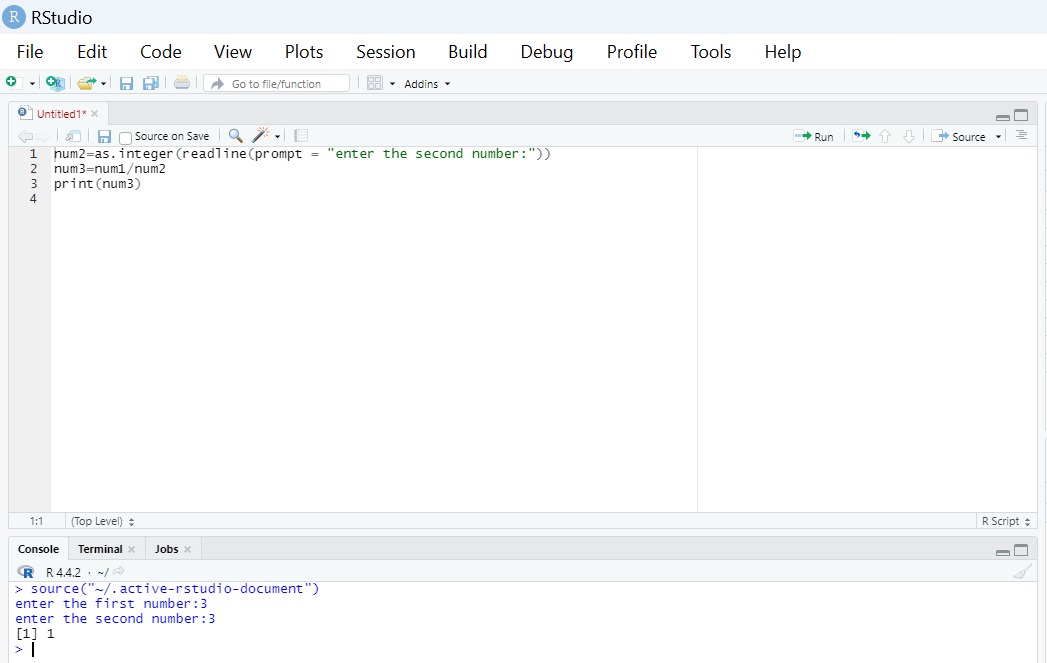 R RStudio
File Edit Code View Plots Session Build Debug Profile Tools Help
Go to file/function Addins
Untitled1*
Source on Save Run Source
1 num2=as.integer(readline(prompt = "enter the second number:"))
2 num3=num1/num2
3 print(num3)
4
1:1 (Top Level) R Script
Console Terminal Jobs
R R 4.4.2 · ~/
> source("~/.active-rstudio-document")
enter the first number:3
enter the second number:3
[1] 1
>